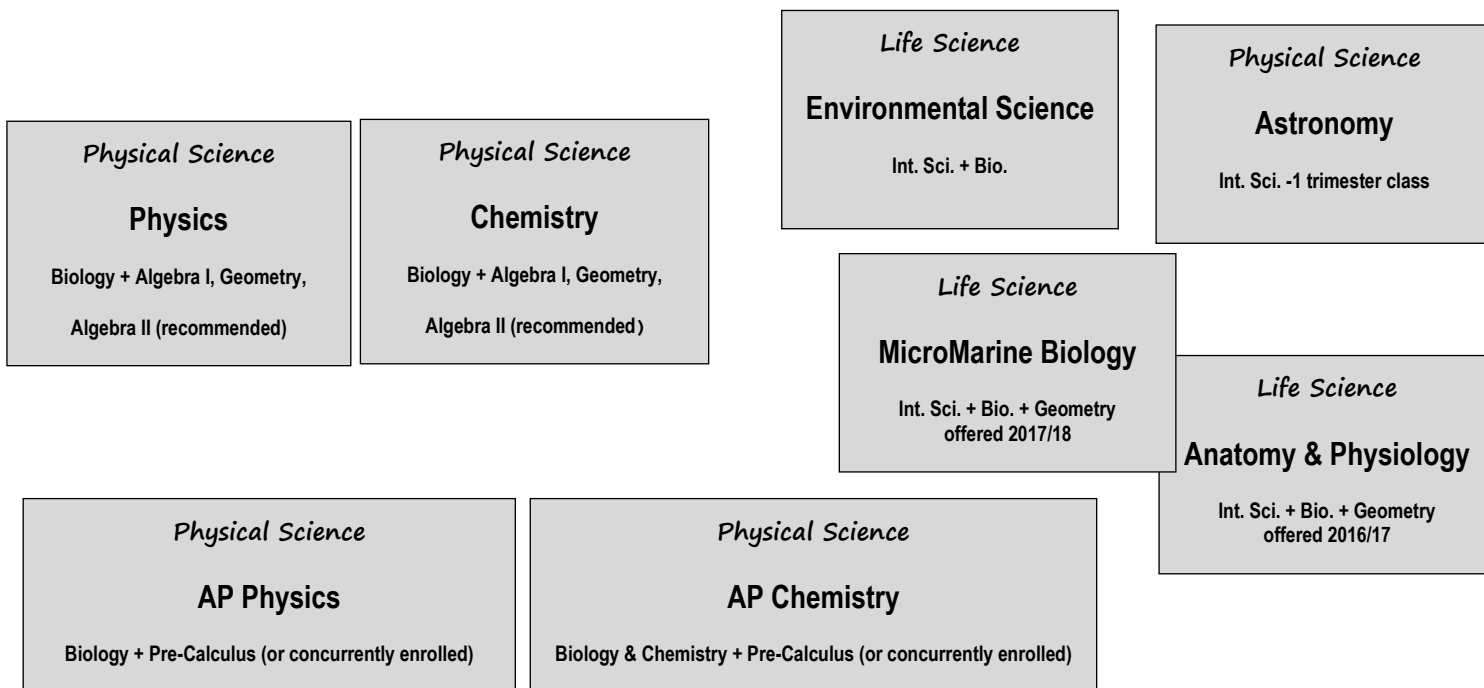 Life Science
Environmental Science
Int. Sci. + Bio.
Physical Science
Astronomy
Int. Sci. -1 trimester class
Physical Science
Physics
Biology + Algebra I, Geometry,
Algebra II (recommended)
Physical Science
Chemistry
Biology + Algebra I, Geometry,
Algebra II (recommended)
Life Science
MicroMarine Biology
Int. Sci. + Bio. + Geometry
offered 2017/18
Life Science
Anatomy & Physiology
Int. Sci. + Bio. + Geometry
offered 2016/17
Physical Science
AP Physics
Biology + Pre-Calculus (or concurrently enrolled)
Physical Science
AP Chemistry
Biology & Chemistry + Pre-Calculus (or concurrently enrolled)